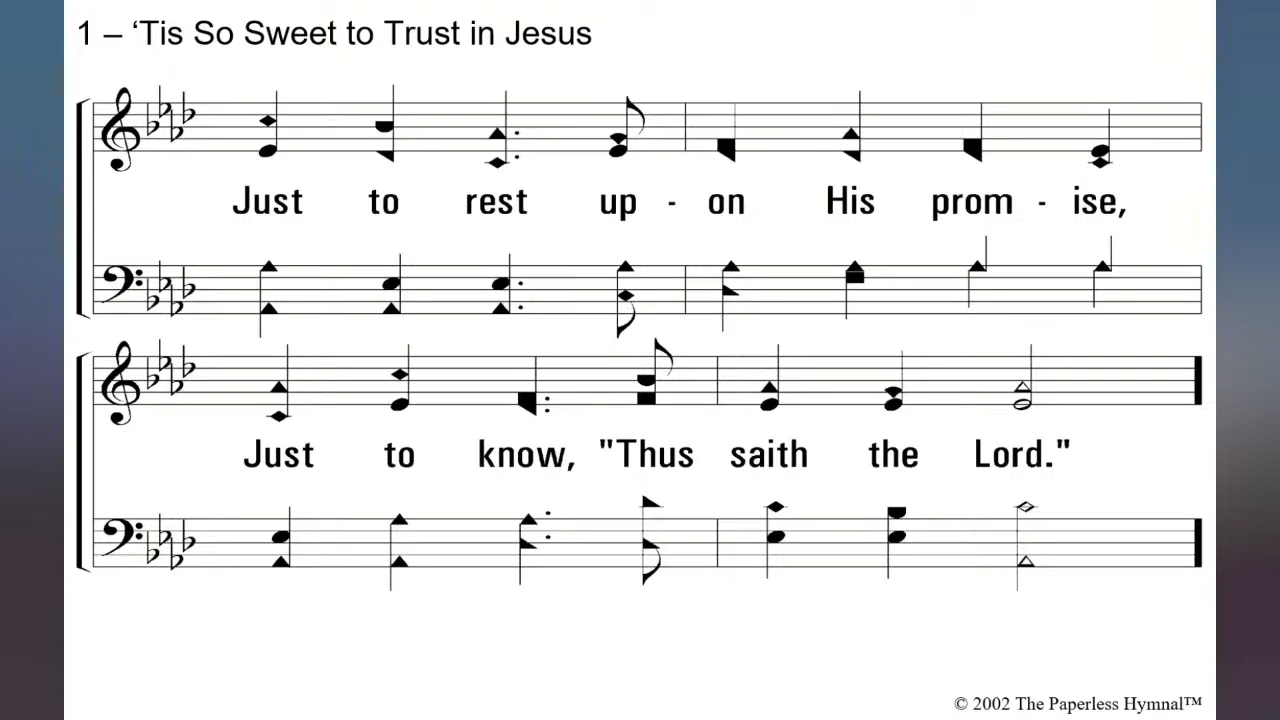 1 – ‘Tis So Sweet to Trust in Jesus
Just to rest up - on His prom - ise,
Just to know, "Thus saith the Lord."
© 2002 The Paperless Hymnal™